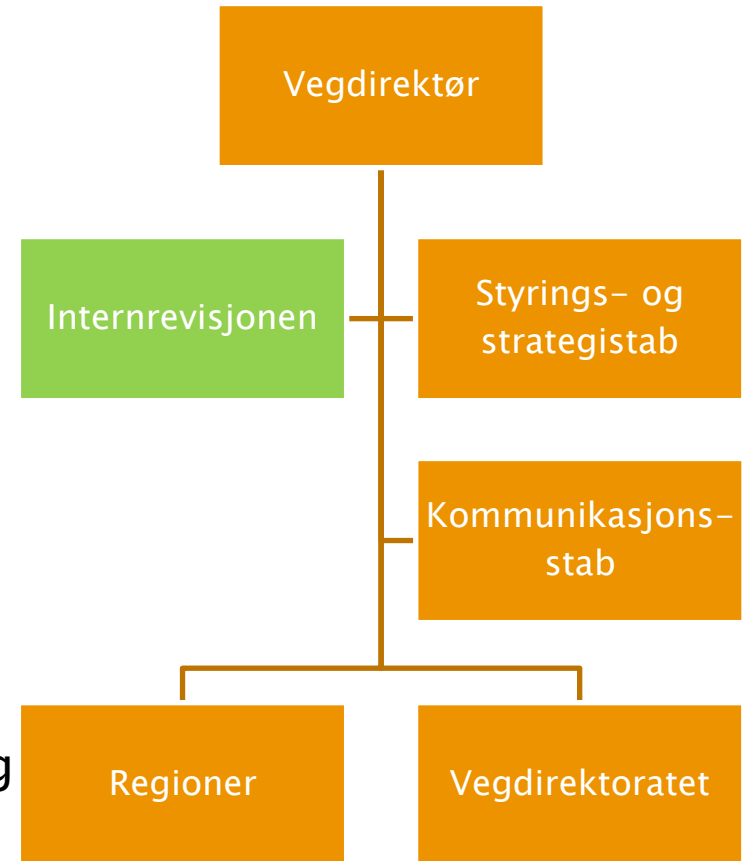 Vegdirektør
Internrevisjonen
Styrings- og
strategistab
Kommunikasjons-
stab
g
Regioner
Vegdirektoratet